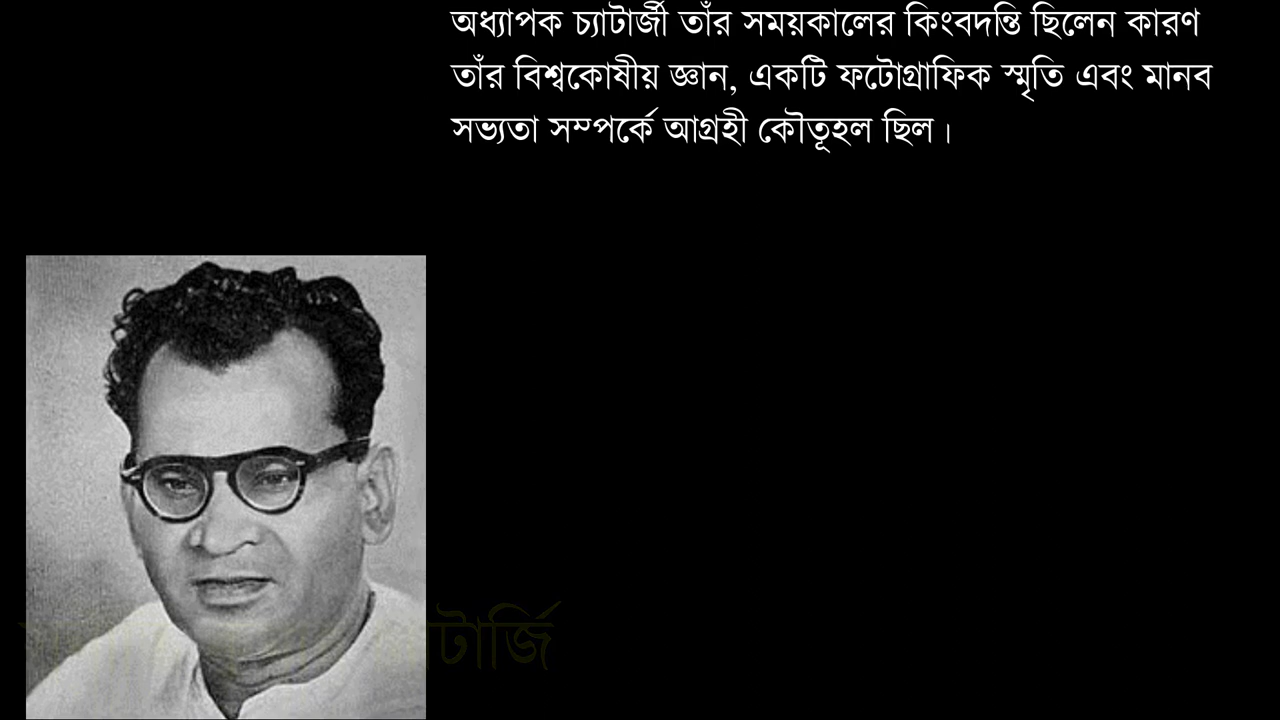 অধ্যাপক চ্যাটার্জী তাঁর সময়কালের কিংবদন্তি ছিলেন কারণ
তাঁর বিশ্বকোষীয় জ্ঞান, একটি ফটোগ্রাফিক স্মৃতি এবং মানব
সভ্যতা সম্পর্কে আগ্রহী কৌতূহল ছিল।